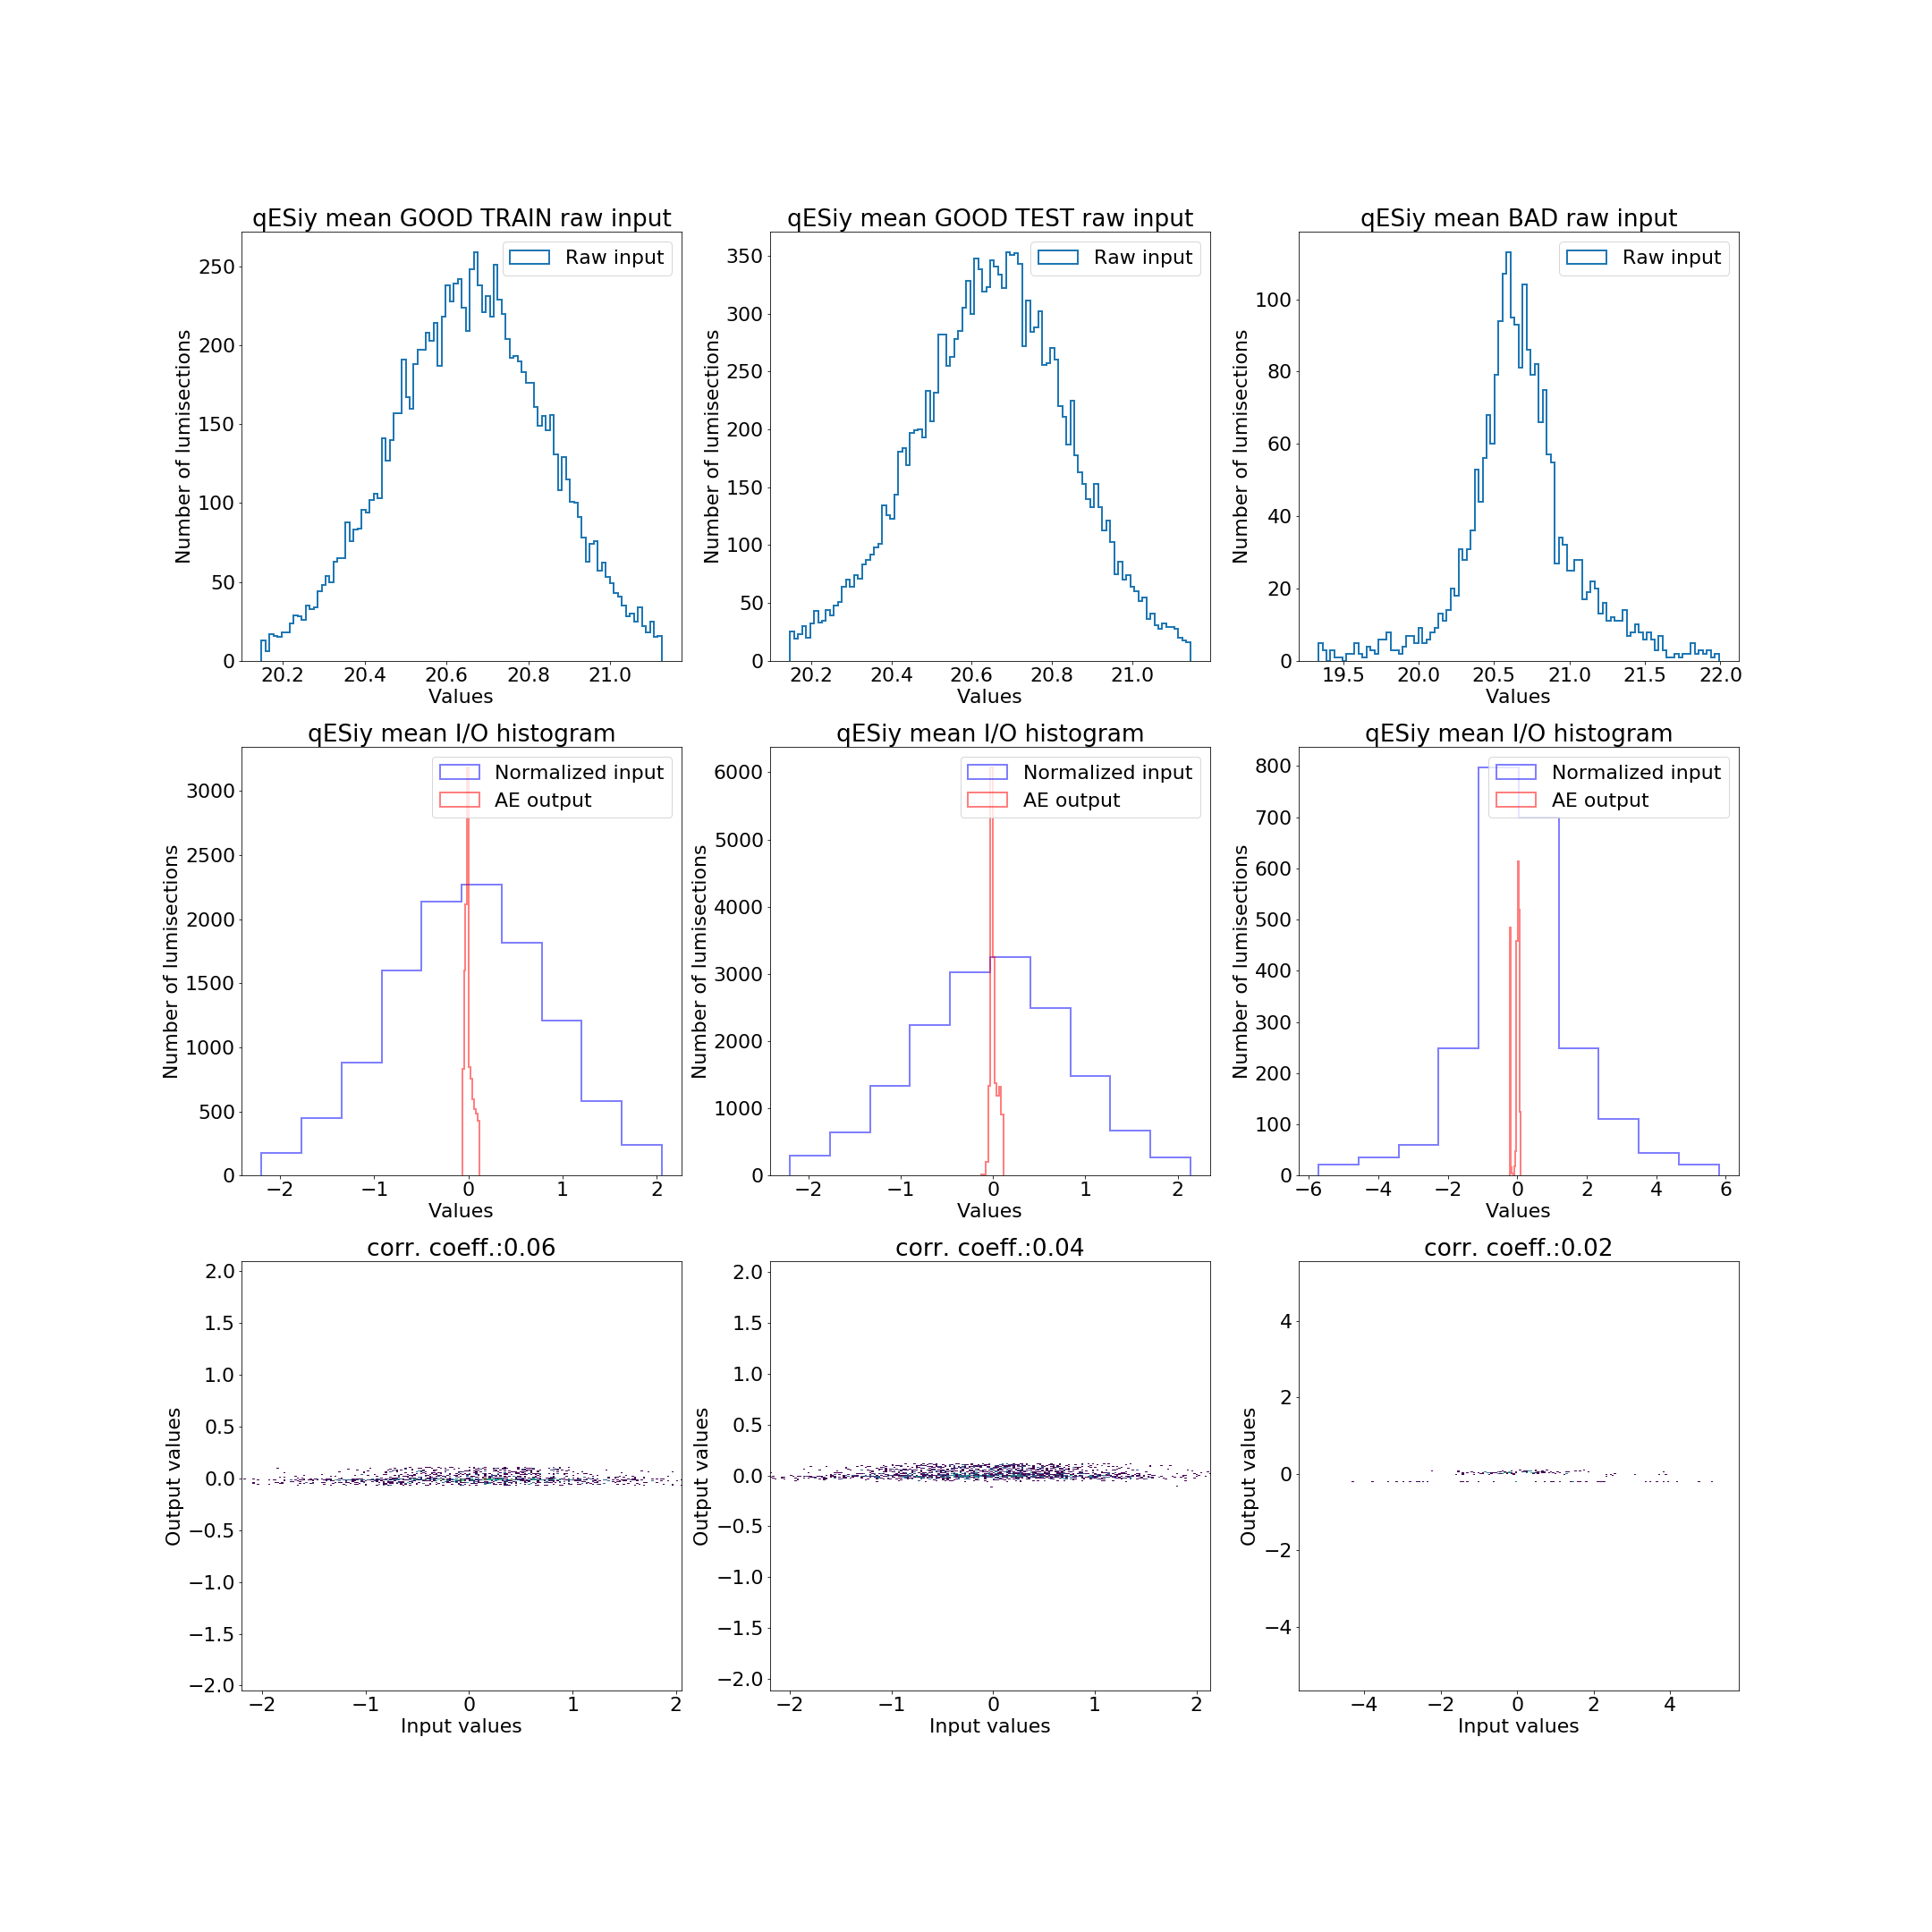 qESiy mean GOOD TRAIN raw input
Raw input
Number of lumisections
250
200
150
100
50
0
20.2 20.4 20.6 20.8 21.0
Values
qESiy mean GOOD TEST raw input
Raw input
Number of lumisections
350
300
250
200
150
100
50
0
20.2 20.4 20.6 20.8 21.0
Values
qESiy mean BAD raw input
Raw input
Number of lumisections
100
80
60
40
20
0
19.5 20.0 20.5 21.0 21.5 22.0
Values
qESiy mean I/O histogram
Normalized input
AE output
Number of lumisections
3000
2500
2000
1500
1000
500
0
−2 −1 0 1 2
Values
qESiy mean I/O histogram
Normalized input
AE output
Number of lumisections
6000
5000
4000
3000
2000
1000
0
−2 −1 0 1 2
Values
qESiy mean I/O histogram
Normalized input
AE output
Number of lumisections
800
700
600
500
400
300
200
100
0
−6 −4 −2 0 2 4 6
Values
corr. coeff.:0.06
Output values
2.0
1.5
1.0
0.5
0.0
−0.5
−1.0
−1.5
−2.0
−2 −1 0 1 2
Input values
corr. coeff.:0.04
Output values
2.0
1.5
1.0
0.5
0.0
−0.5
−1.0
−1.5
−2.0
−2 −1 0 1 2
Input values
corr. coeff.:0.02
Output values
4
2
0
−2
−4
−4 −2 0 2 4
Input values